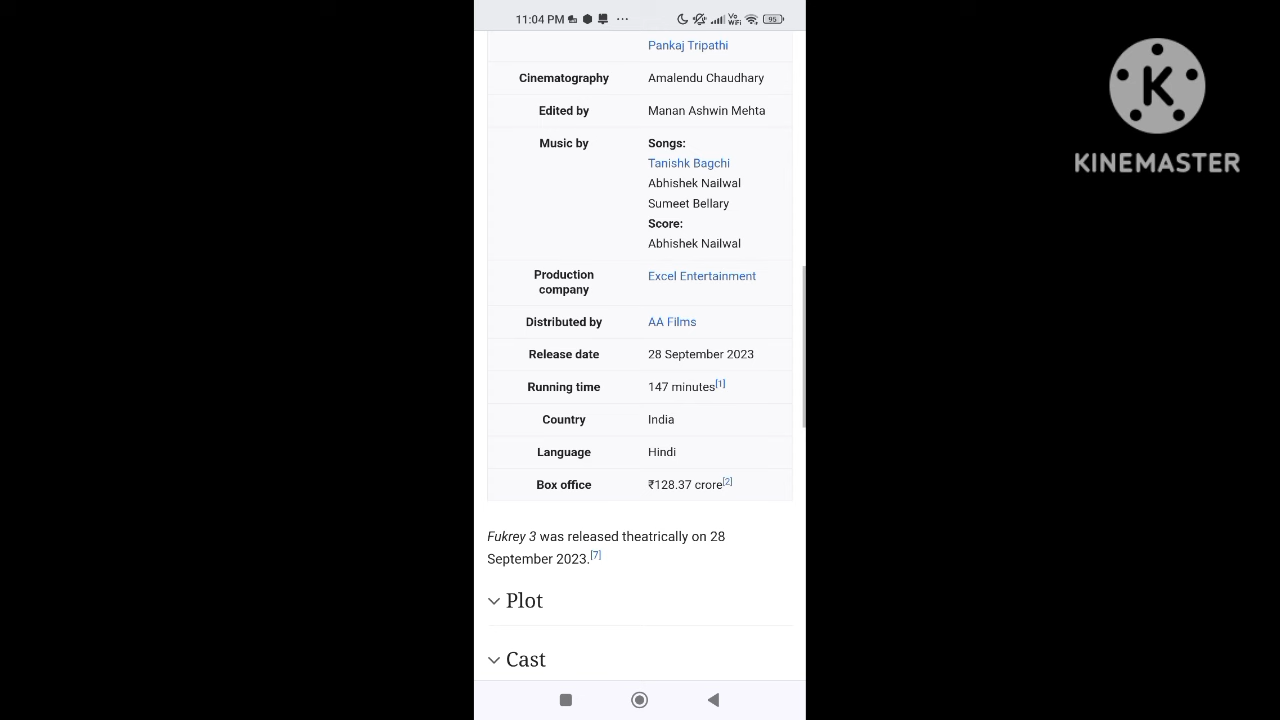 11:04 PM
Vo
WiFi
95
Pankaj Tripathi
Cinematography
Amalendu Chaudhary
Edited by
Manan Ashwin Mehta
Music by
Songs:
Tanishk Bagchi
Abhishek Nailwal
Sumeet Bellary
Score:
Abhishek Nailwal
Production
company
Excel Entertainment
Distributed by
AA Films
Release date
28 September 2023
Running time
147 minutes[1]
Country
India
Language
Hindi
Box office
₹128.37 crore[2]
Fukrey 3 was released theatrically on 28
September 2023.[7]
Plot
Cast
K
KINEMASTER